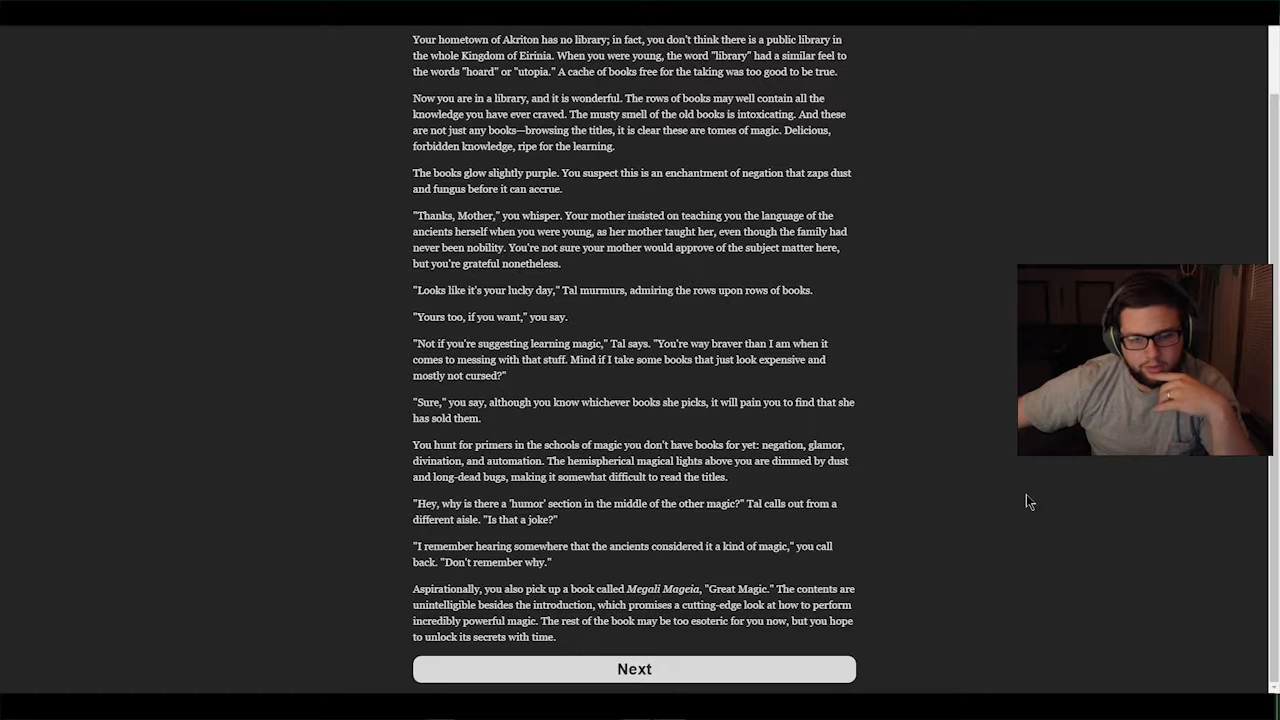 Your hometown of Akriton has no library; in fact, you don't think there is a public library in
the whole Kingdom of Eirinia. When you were young, the word "library" had a similar feel to
the words "hoard" or "utopia." A cache of books free for the taking was too good to be true.
Now you are in a library, and it is wonderful. The rows of books may well contain all the
knowledge you have ever craved. The musty smell of the old books is intoxicating. And these
are not just any books—browsing the titles, it is clear these are tomes of magic. Delicious,
forbidden knowledge, ripe for the learning.
The books glow slightly purple. You suspect this is an enchantment of negation that zaps dust
and fungus before it can accrue.
"Thanks, Mother," you whisper. Your mother insisted on teaching you the language of the
ancients herself when you were young, as her mother taught her, even though the family had
never been nobility. You're not sure your mother would approve of the subject matter here,
but you're grateful nonetheless.
"Looks like it's your lucky day," Tal murmurs, admiring the rows upon rows of books.
"Yours too, if you want," you say.
"Not if you're suggesting learning magic," Tal says. "You're way braver than I am when it
comes to messing with that stuff. Mind if I take some books that just look expensive and
mostly not cursed?"
"Sure," you say, although you know whichever books she picks, it will pain you to find that she
has sold them.
You hunt for primers in the schools of magic you don't have books for yet: negation, glamor,
divination, and automation. The hemispherical magical lights above you are dimmed by dust
and long-dead bugs, making it somewhat difficult to read the titles.
"Hey, why is there a 'humor' section in the middle of the other magic?" Tal calls out from a
different aisle. "Is that a joke?"
"I remember hearing somewhere that the ancients considered it a kind of magic," you call
back. "Don't remember why."
Aspirationally, you also pick up a book called Megali Mageia, "Great Magic." The contents are
unintelligible besides the introduction, which promises a cutting-edge look at how to perform
incredibly powerful magic. The rest of the book may be too esoteric for you now, but you hope
to unlock its secrets with time.
Next